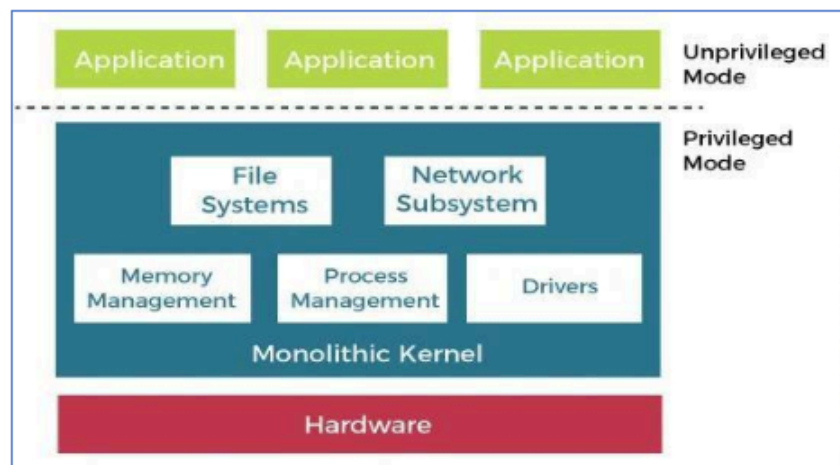 Application Application Application
Unprivileged
Mode
Privileged
Mode
File
Systems
Network
Subsystem
Memory
Management
Process
Management
Drivers
Monolithic Kernel
Hardware